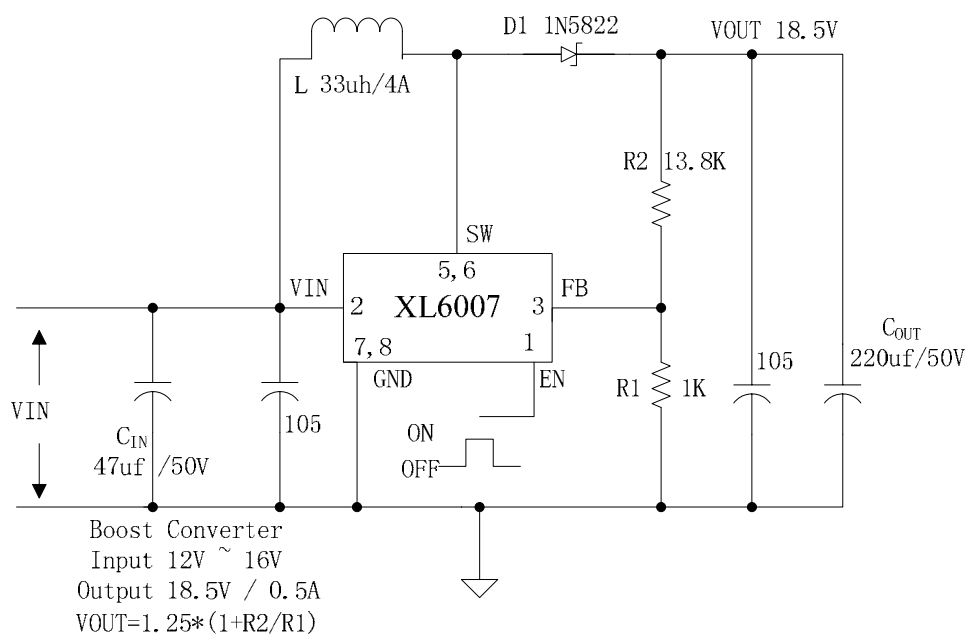 D1 1N5822
VOUT 18.5V
L 33uh/4A
R2 13.8K
SW
5,6
VIN
2
XL6007
3
FB
7,8
1
GND
EN
C_OUT
220uf/50V
105
R1
1K
VIN
105
C_IN
47uf /50V
ON
OFF
Boost Converter
Input 12V ~ 16V
Output 18.5V / 0.5A
VOUT=1.25*(1+R2/R1)